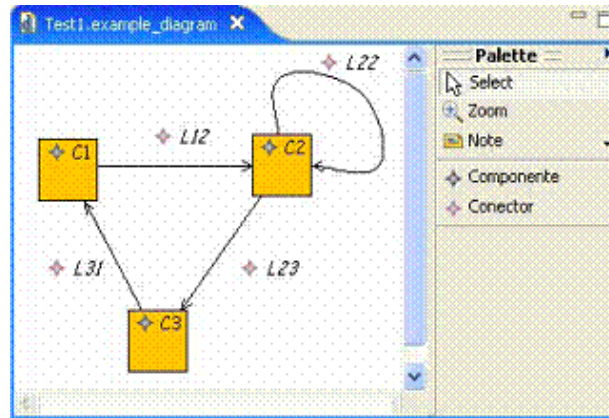 Test1.example_diagram
L22
C1
L12
C2
L31
L23
C3
Palette
Select
Zoom
Note
Componente
Conector